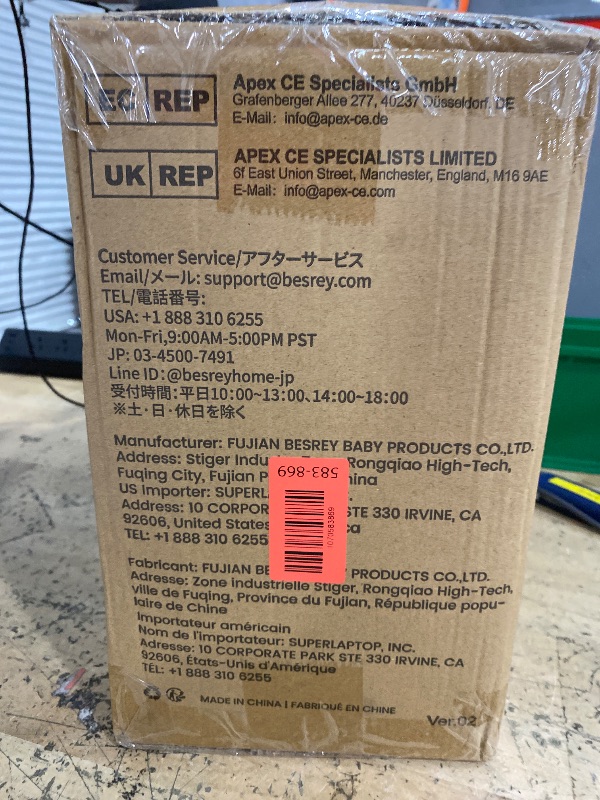 EC REP
Apex CE Specialists GmbH
Grafenberger Allee 277, 40237 Düsseldorf, DE
E-Mail: info@apex-ce.de
UK REP
APEX CE SPECIALISTS LIMITED
6f East Union Street, Manchester, England, M16 9AE
E-Mail: info@apex-ce.com
Customer Service/アフターサービス
Email/メール: support@besrey.com
TEL/電話番号:
USA: +1 888 310 6255
Mon-Fri,9:00AM-5:00PM PST
JP: 03-4500-7491
Line ID:@besreyhome-jp
受付時間:平日10:00~13:00、14:00~18:00
※土・日・休日を除く
Manufacturer: FUJIAN BESREY BABY PRODUCTS CO.,LTD.
Address: Stiger Rongqiao High-Tech,
Fuqing City, Fujian
US Importer:
Address: 10 STE 330 IRVINE, CA
92606, United
TEL: +1 888 310 6255
583-869
1070583869
Fabricant: FUJIAN PRODUCTS CO.,LTD.
Adresse: Zone industrielle Stiger, Rongqiao High-Tech,
ville de Fuqing, Province du Fujian, République popu-
laire de Chine
Importateur américain
Nom de l'importateur: SUPERLAPTOP, INC.
Adresse: 10 CORPORATE PARK STE 330 IRVINE, CA
92606, États-Unis d'Amérique
TÉL: +1 888 310 6255
MADE IN CHINA | FABRIQUÉ EN CHINE
Ver.02